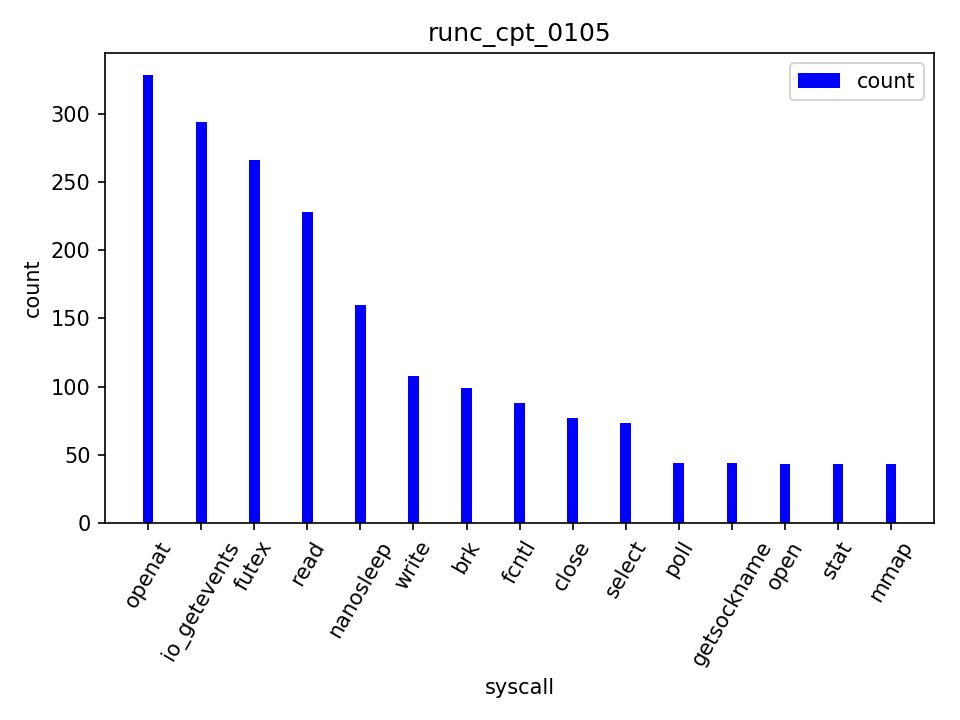 runc_cpt_0105
count
count
300
250
200
150
100
50
0
openat
io_getevents
futex
read
nanosleep
write
brk
fcntl
close
select
poll
getsockname
open
stat
mmap
syscall